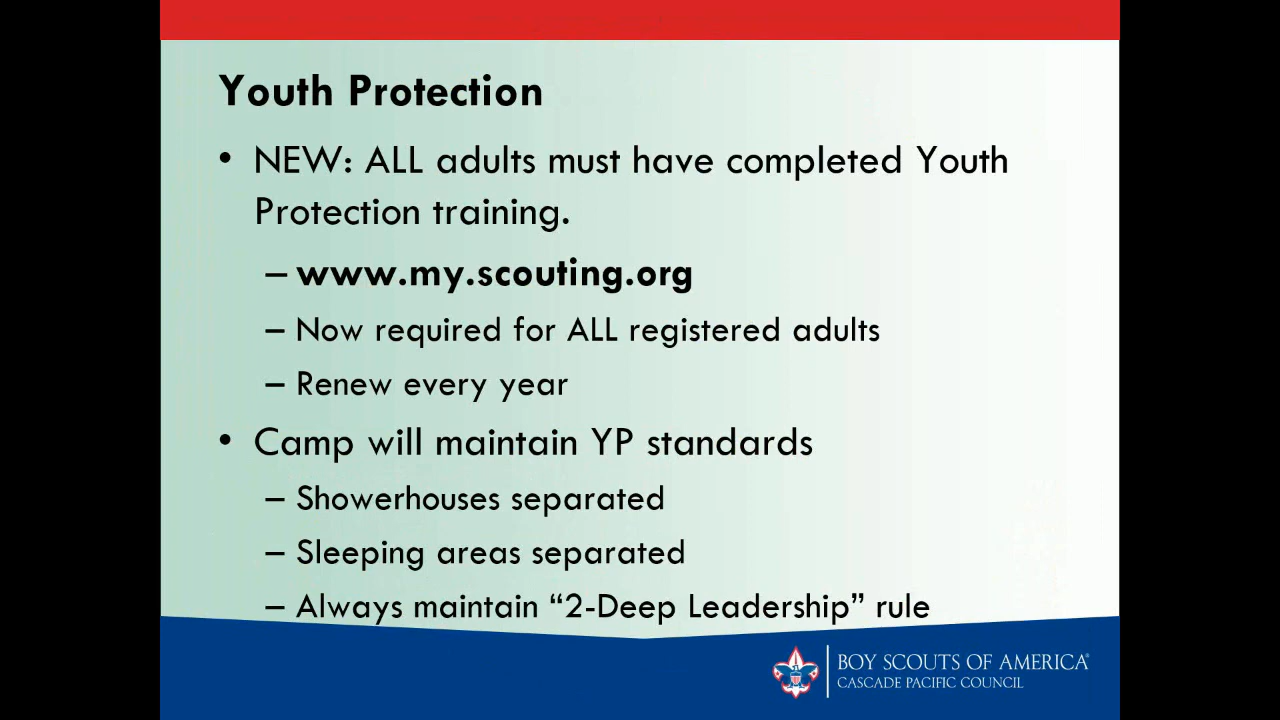 Youth Protection
• NEW: ALL adults must have completed Youth
Protection training.
– www.my.scouting.org
– Now required for ALL registered adults
– Renew every year
• Camp will maintain YP standards
– Showerhouses separated
– Sleeping areas separated
– Always maintain “2-Deep Leadership” rule
BOY SCOUTS OF AMERICA®
CASCADE PACIFIC COUNCIL